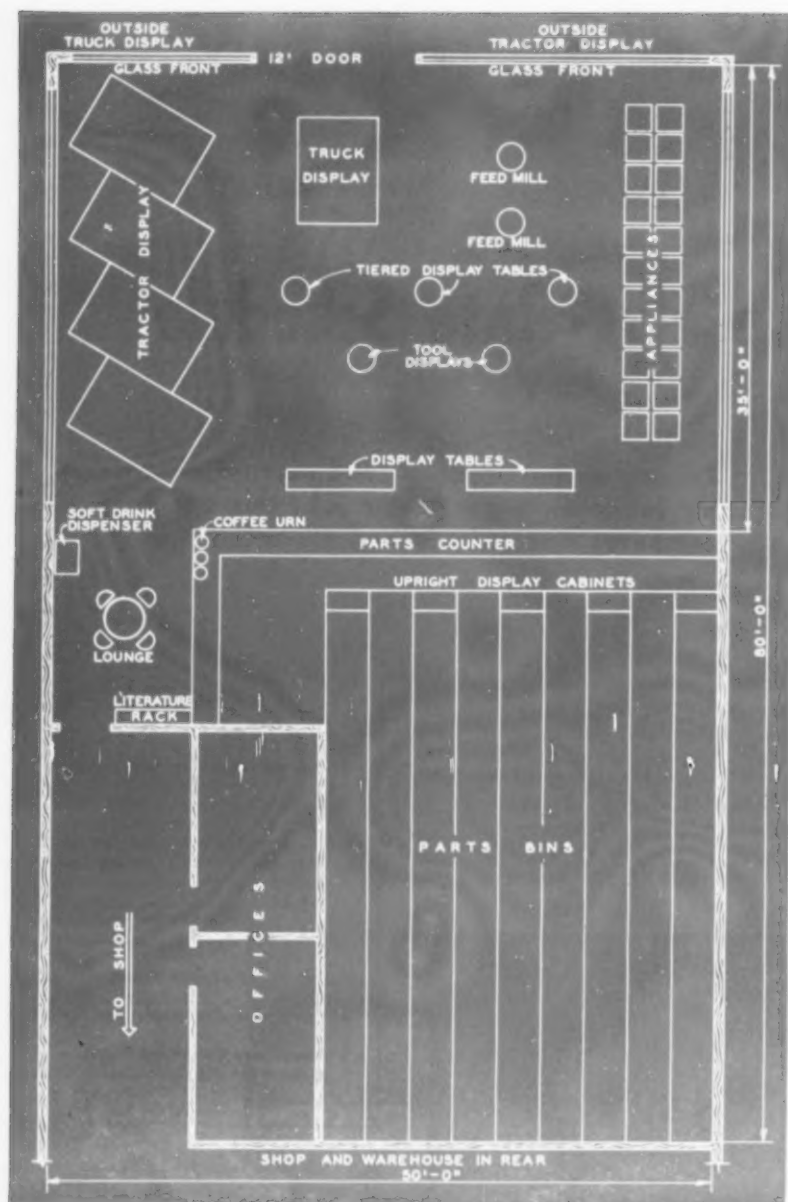 OUTSIDE
TRUCK DISPLAY
OUTSIDE
TRACTOR DISPLAY
12' DOOR
GLASS FRONT
GLASS FRONT
TRUCK
DISPLAY
FEED MILL
FEED MILL
TRACTOR DISPLAY
TIERED DISPLAY TABLES
APPLIANCES
TOOL
DISPLAYS
35'-0"
DISPLAY TABLES
SOFT DRINK
DISPENSER
COFFEE URN
PARTS COUNTER
UPRIGHT DISPLAY CABINETS
80'-0"
LOUNGE
LITERATURE
RACK
PARTS BINS
OFFICES
TO SHOP
SHOP AND WAREHOUSE IN REAR
50'-0"